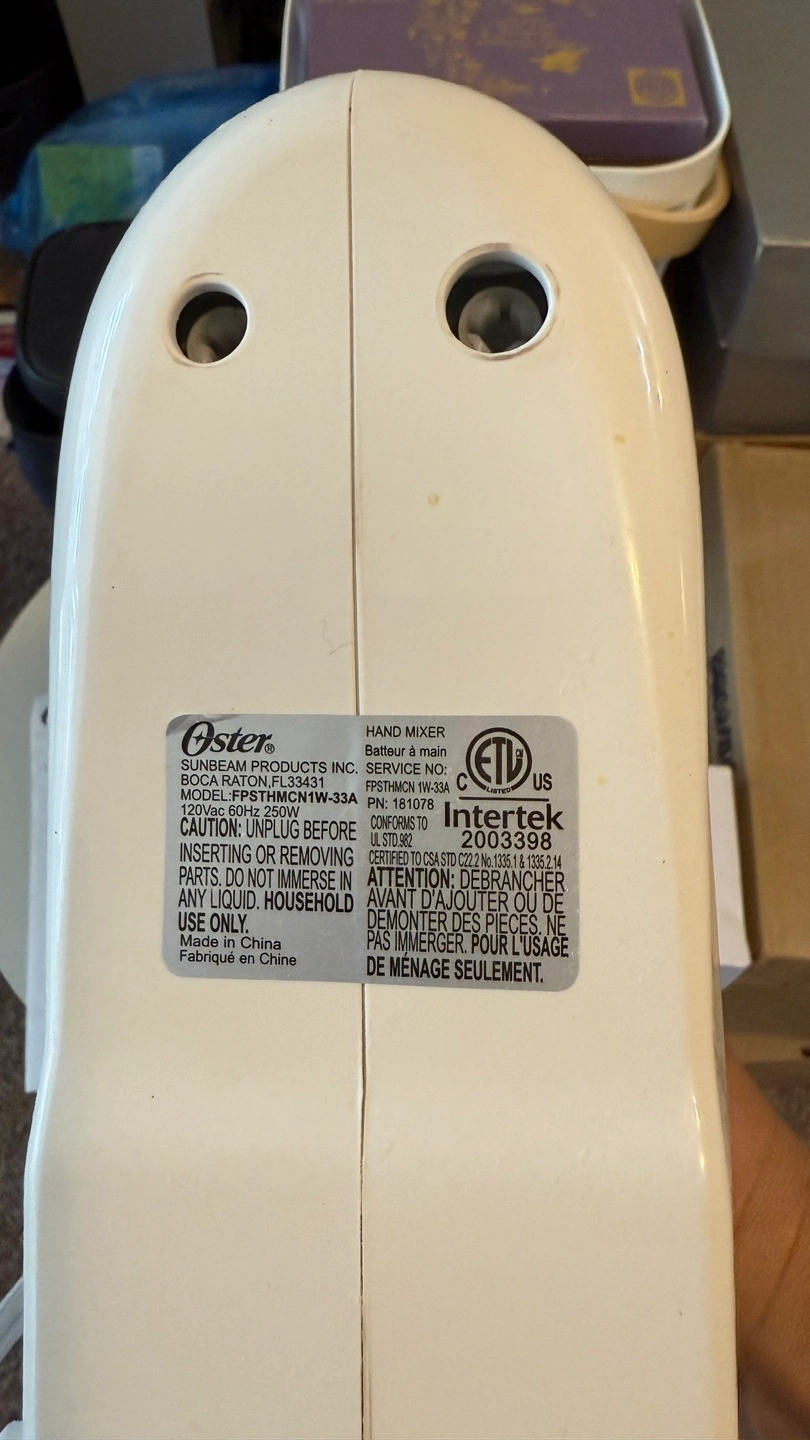 Oster®
SUNBEAM PRODUCTS INC.
BOCA RATON,FL33431
MODEL:FPSTHMCN1W-33A
120Vac 60Hz 250W
CAUTION: UNPLUG BEFORE
INSERTING OR REMOVING
PARTS. DO NOT IMMERSE IN
ANY LIQUID. HOUSEHOLD
USE ONLY.
Made in China
Fabriqué en Chine
HAND MIXER
Batteur à main
SERVICE NO:
FPSTHMCN 1W-33A
PN: 181078
CONFORMS TO
UL STD.982
C ETL CM US
LISTED
Intertek
2003398
CERTIFIED TO CSA STD C22.2 No.1335.1 & 1335.2.14
ATTENTION: DEBRANCHER
AVANT D'AJOUTER OU DE
DEMONTER DES PIECES. NE
PAS IMMERGER. POUR L'USAGE
DE MÉNAGE SEULEMENT.